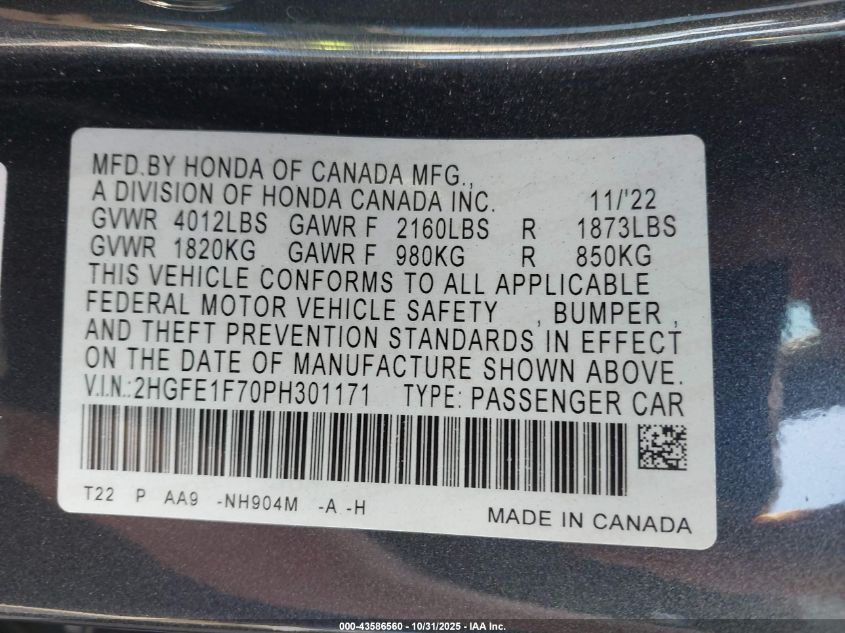 MFD.BY HONDA OF CANADA MFG.,
A DIVISION OF HONDA CANADA INC. 11/'22
GVWR 4012LBS GAWR F 2160LBS R 1873LBS
GVWR 1820KG GAWR F 980KG R 850KG
THIS VEHICLE CONFORMS TO ALL APPLICABLE
FEDERAL MOTOR VEHICLE SAFETY , BUMPER ,
AND THEFT PREVENTION STANDARDS IN EFFECT
ON THE DATE OF MANUFACTURE SHOWN ABOVE.
V.I.N.:2HGFE1F70PH301171 TYPE: PASSENGER CAR
T22 P AA9 -NH904M -A -H
MADE IN CANADA
000-43586560 - 10/31/2025 - IAA Inc.